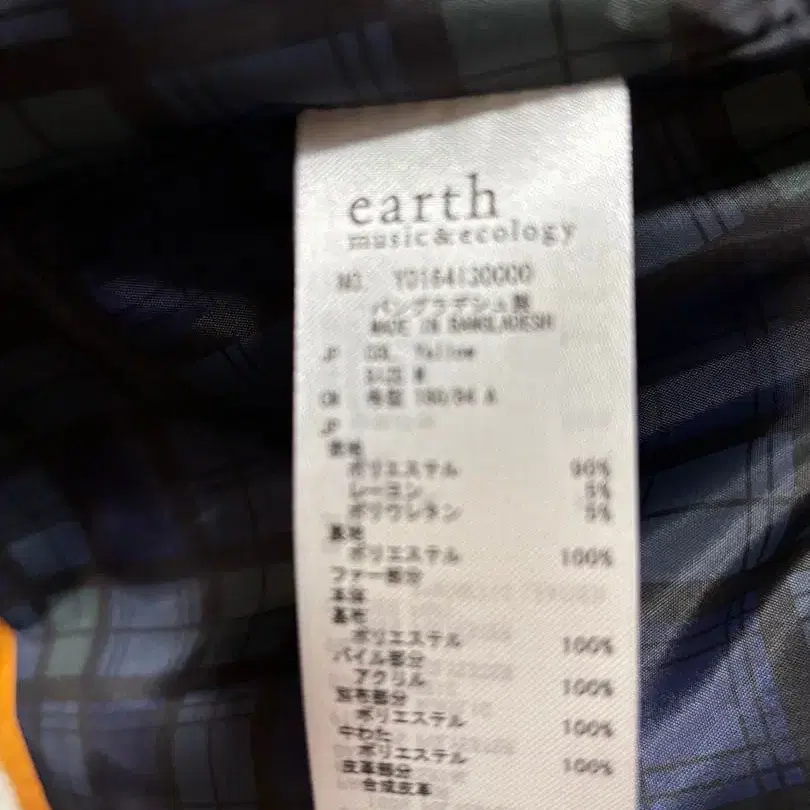 earth
music&ecology
NO. Y0164130000
バングラデシュ製
MADE IN BANGLADESH
JP COL Yellow
SIZE M
CN 号型 160/84 A
JP
表地
ポリエステル 90%
レーヨン 5%
ポリウレタン 5%
裏地
ポリエステル 100%
ファー部分
本体
基布
ポリエステル 100%
パイル部分
アクリル 100%
別布部分
ポリエステル 100%
中わた
ポリエステル 100%
皮革部分
合成皮革